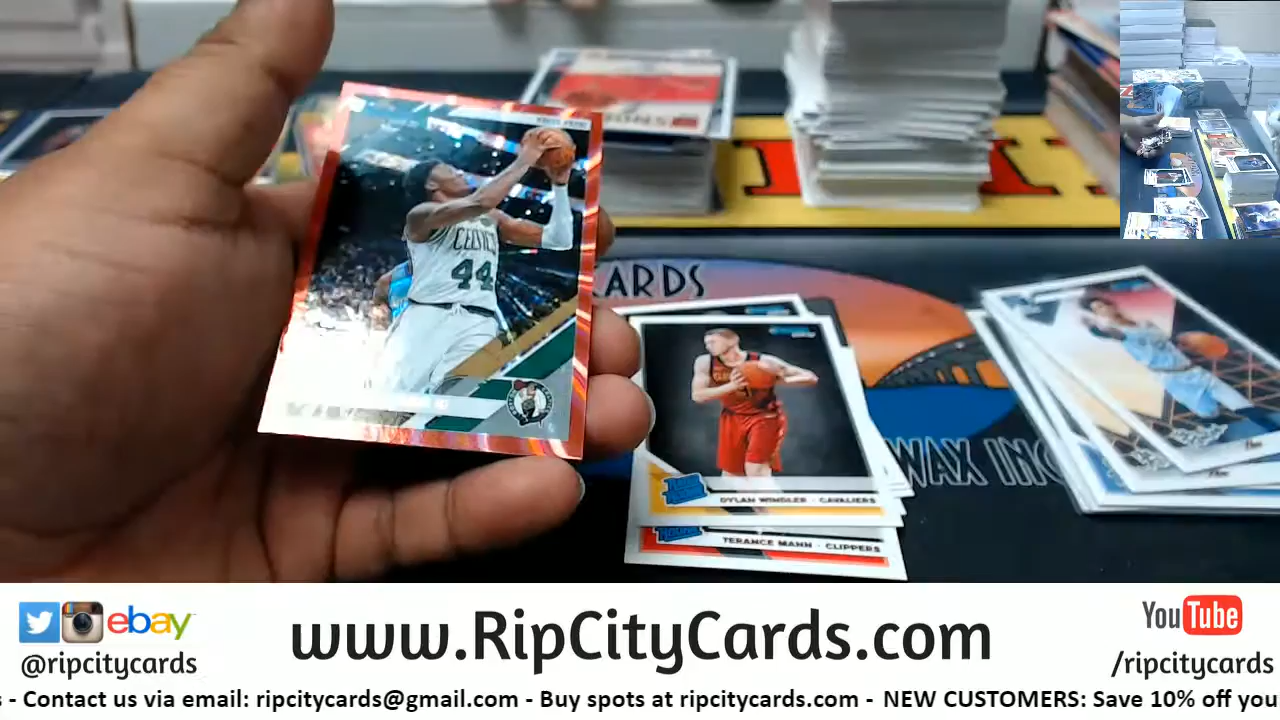 CELTICS
44
CARDS
WAX INC
DYLAN WINDLER - CAVALIERS
TERANCE MANN - CLIPPERS
ebay
@ripcitycards
www.RipCityCards.com
YouTube
/ripcitycards
s - Contact us via email: ripcitycards@gmail.com - Buy spots at ripcitycards.com - NEW CUSTOMERS: Save 10% off you